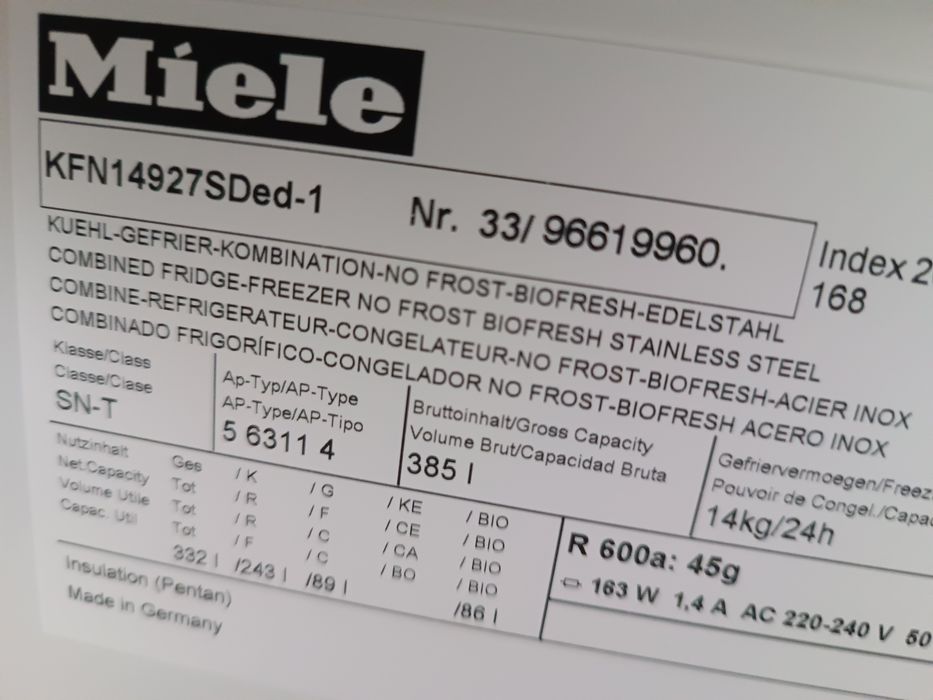 Miele
KFN14927SDed-1 Nr. 33/ 96619960.
Index 2
168
KUEHL-GEFRIER-KOMBINATION-NO FROST-BIOFRESH-EDELSTAHL
COMBINED FRIDGE-FREEZER NO FROST BIOFRESH STAINLESS STEEL
COMBINE-REFRIGERATEUR-CONGELATEUR-NO FROST-BIOFRESH-ACIER INOX
COMBINADO FRIGORÍFICO-CONGELADOR NO FROST-BIOFRESH ACERO INOX
Klasse/Class
Classe/Clase
SN-T
Ap-Typ/AP-Type
AP-Type/AP-Tipo
5 6311 4
Bruttoinhalt/Gross Capacity
Volume Brut/Capacidad Bruta
385 l
Gefriervermoegen/Freez
Pouvoir de Congel./Capac
14kg/24h
Nutzinhalt Ges / K / G / KE / BIO
Net.Capacity Tot / R / F / CE / BIO
Volume Utile Tot / R / C / CA / BIO
Capac. Util Tot / F / C / BO / BIO
332 l /243 l /89 l /86 l
R 600a: 45g
163 W 1,4 A AC 220-240 V 50
Insulation (Pentan)
Made in Germany